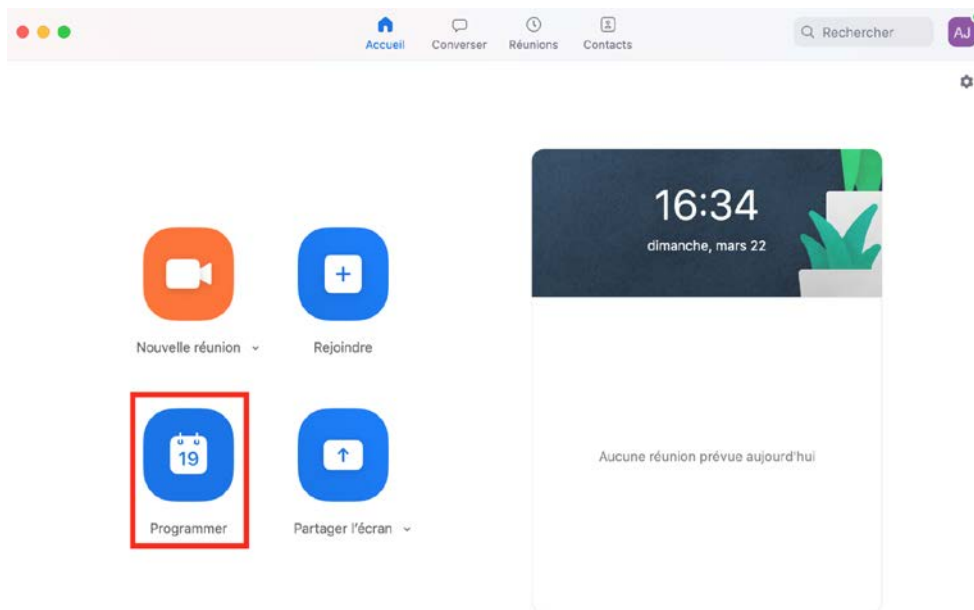 Accueil
Converser
Réunions
Contacts
Rechercher
AJ
16:34
dimanche, mars 22
Nouvelle réunion
Rejoindre
19
Programmer
Partager l'écran
Aucune réunion prévue aujourd'hui